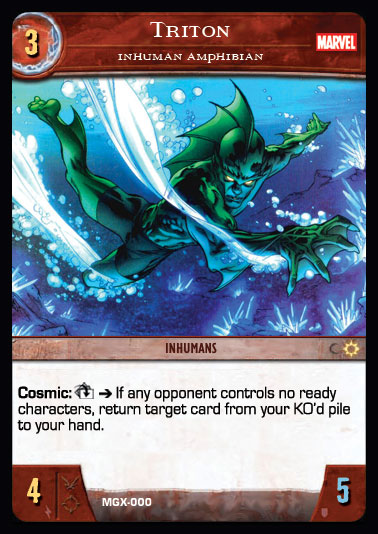 3
TRITON
MARVEL
INHUMAN AMPHIBIAN
INHUMANS
C
Cosmic: ➔ If any opponent controls no ready
characters, return target card from your KO'd pile
to your hand.
4
MGX-000
5